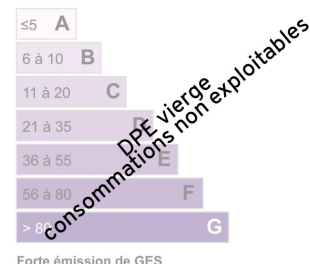 ≤5 A
6 à 10 B
11 à 20 C
21 à 35 D
36 à 55 E
56 à 80 F
> 80 G
DPE vierge
consommations non exploitables
Forte émission de GES